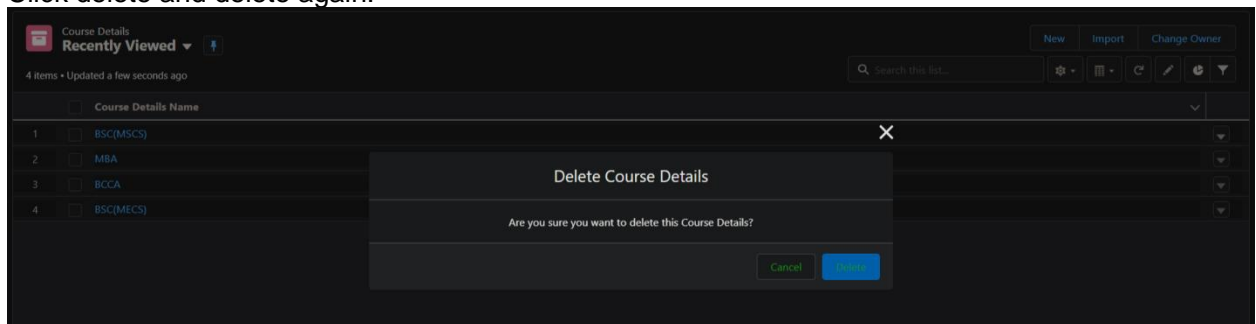 Click delete and delete again.
Course Details
Recently Viewed
New Import Change Owner
4 items • Updated a few seconds ago
Search this list...
Course Details Name
1 BSC(MSCS)
2 MBA
3 BCCA
4 BSC(MECS)
Delete Course Details
Are you sure you want to delete this Course Details?
Cancel Delete